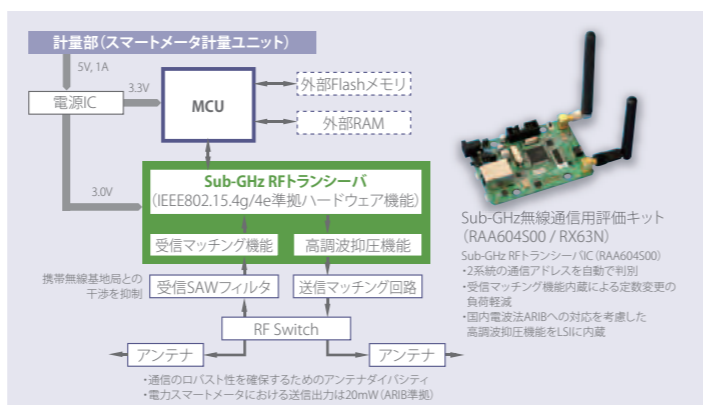 計量部(スマートメータ計量ユニット)
5V, 1A
3.3V
電源IC
MCU
外部Flashメモリ
外部RAM
3.0V
Sub-GHz RFトランシーバ
(IEEE802.15.4g/4e準拠ハードウェア機能)
受信マッチング機能
高調波抑圧機能
携帯無線基地局との
干渉を抑制
受信SAWフィルタ
送信マッチング回路
RF Switch
アンテナ
アンテナ
・通信のロバスト性を確保するためのアンテナダイバシティ
・電力スマートメータにおける送信出力は20mW(ARIB準拠)
Sub-GHz無線通信用評価キット
(RAA604S00 / RX63N)
Sub-GHz RFトランシーバIC(RAA604S00)
・2系統の通信アドレスを自動で判別
・受信マッチング機能内蔵による定数変更の
負荷軽減
・国内電波法ARIBへの対応を考慮した
高調波抑圧機能をLSIに内蔵